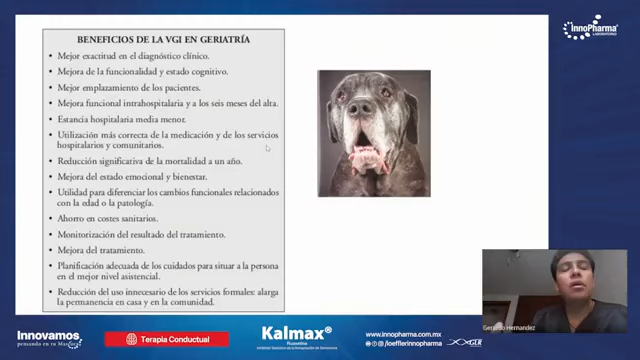 InnoPharma
LABORATORIO
BENEFICIOS DE LA VGI EN GERIATRÍA
• Mejor exactitud en el diagnóstico clínico.
• Mejora de la funcionalidad y estado cognitivo.
• Mejor emplazamiento de los pacientes.
• Mejora funcional intrahospitalaria y a los seis meses del alta.
• Estancia hospitalaria media menor.
• Utilización más correcta de la medicación y de los servicios
hospitalarios y comunitarios.
• Reducción significativa de la mortalidad a un año.
• Mejora del estado emocional y bienestar.
• Utilidad para diferenciar los cambios funcionales relacionados
con la edad o la patología.
• Ahorro en costes sanitarios.
• Monitorización del resultado del tratamiento.
• Mejora del tratamiento.
• Planificación adecuada de los cuidados para situar a la persona
en el mejor nivel asistencial.
• Reducción del uso innecesario de los servicios formales: alarga
la permanencia en casa y en la comunidad.
Gerardo Hernandez
Innovamos
pensando en tu Mascota
Terapia Conductual
Kalmax®
Fluoxetina
www.innopharma.com.mx
/loefflerinnopharma